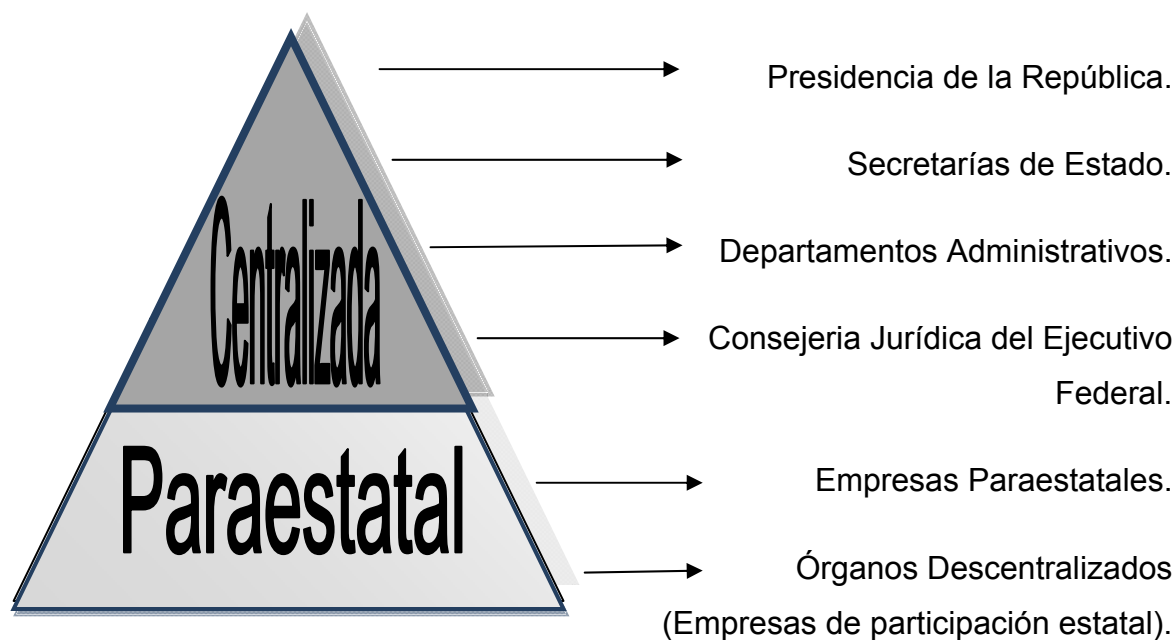 Presidencia de la República.
Secretarías de Estado.
Centralizada
Departamentos Administrativos.
Consejeria Jurídica del Ejecutivo
Federal.
Paraestatal
Empresas Paraestatales.
Órganos Descentralizados
(Empresas de participación estatal).